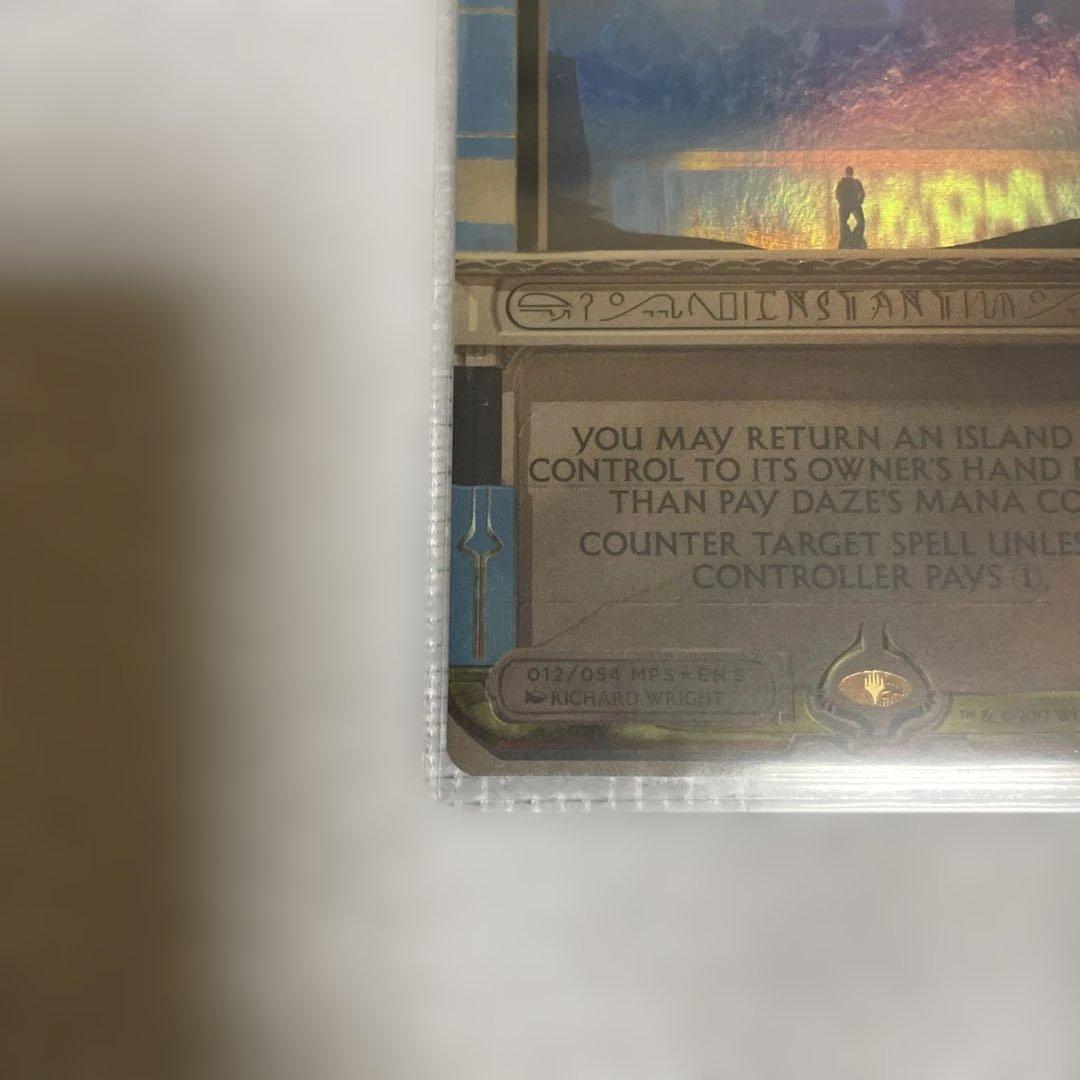 INSTANT
YOU MAY RETURN AN ISLAND
CONTROL TO ITS OWNER'S HAND
THAN PAY DAZE'S MANA CO
COUNTER TARGET SPELL UNLES
CONTROLLER PAYS 1.
012/054 MPS★EN S
RICHARD WRIGHT
™ & © 2017 WI